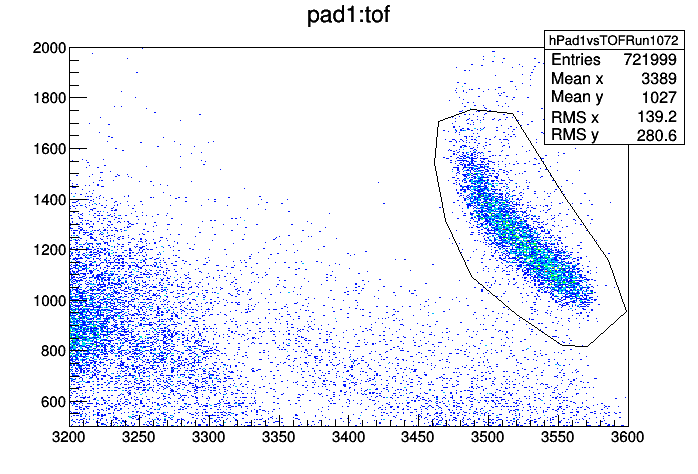 pad1:tof
hPad1vsTOFRun1072
Entries 721999
Mean x 3389
Mean y 1027
RMS x 139.2
RMS y 280.6
2000
1800
1600
1400
1200
1000
800
600
3200 3250 3300 3350 3400 3450 3500 3550 3600